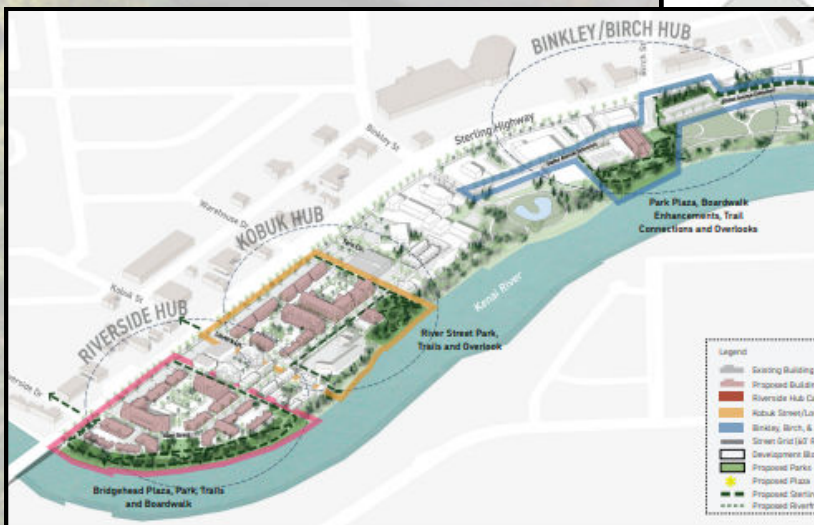 BINKLEY/BIRCH HUB
Birch St
Sterling Highway
Binkley St
Warehouse Dr
KOBUK HUB
Kobuk St
RIVERSIDE HUB
Kenai River
Park Plaza, Boardwalk
Enhancements, Trail
Connections and Overlooks
River Street Park,
Trails and Overlook
Bridgehead Plaza, Park, Trails
and Boardwalk
Legend
Existing Building
Proposed Buildin
Riverside Hub Ca
Kobuk Street/Lo
Binkley, Birch, &
Street Grid (60' R
Development Blo
Proposed Parks
Proposed Plaza
Proposed Sterlin
Proposed Riverf